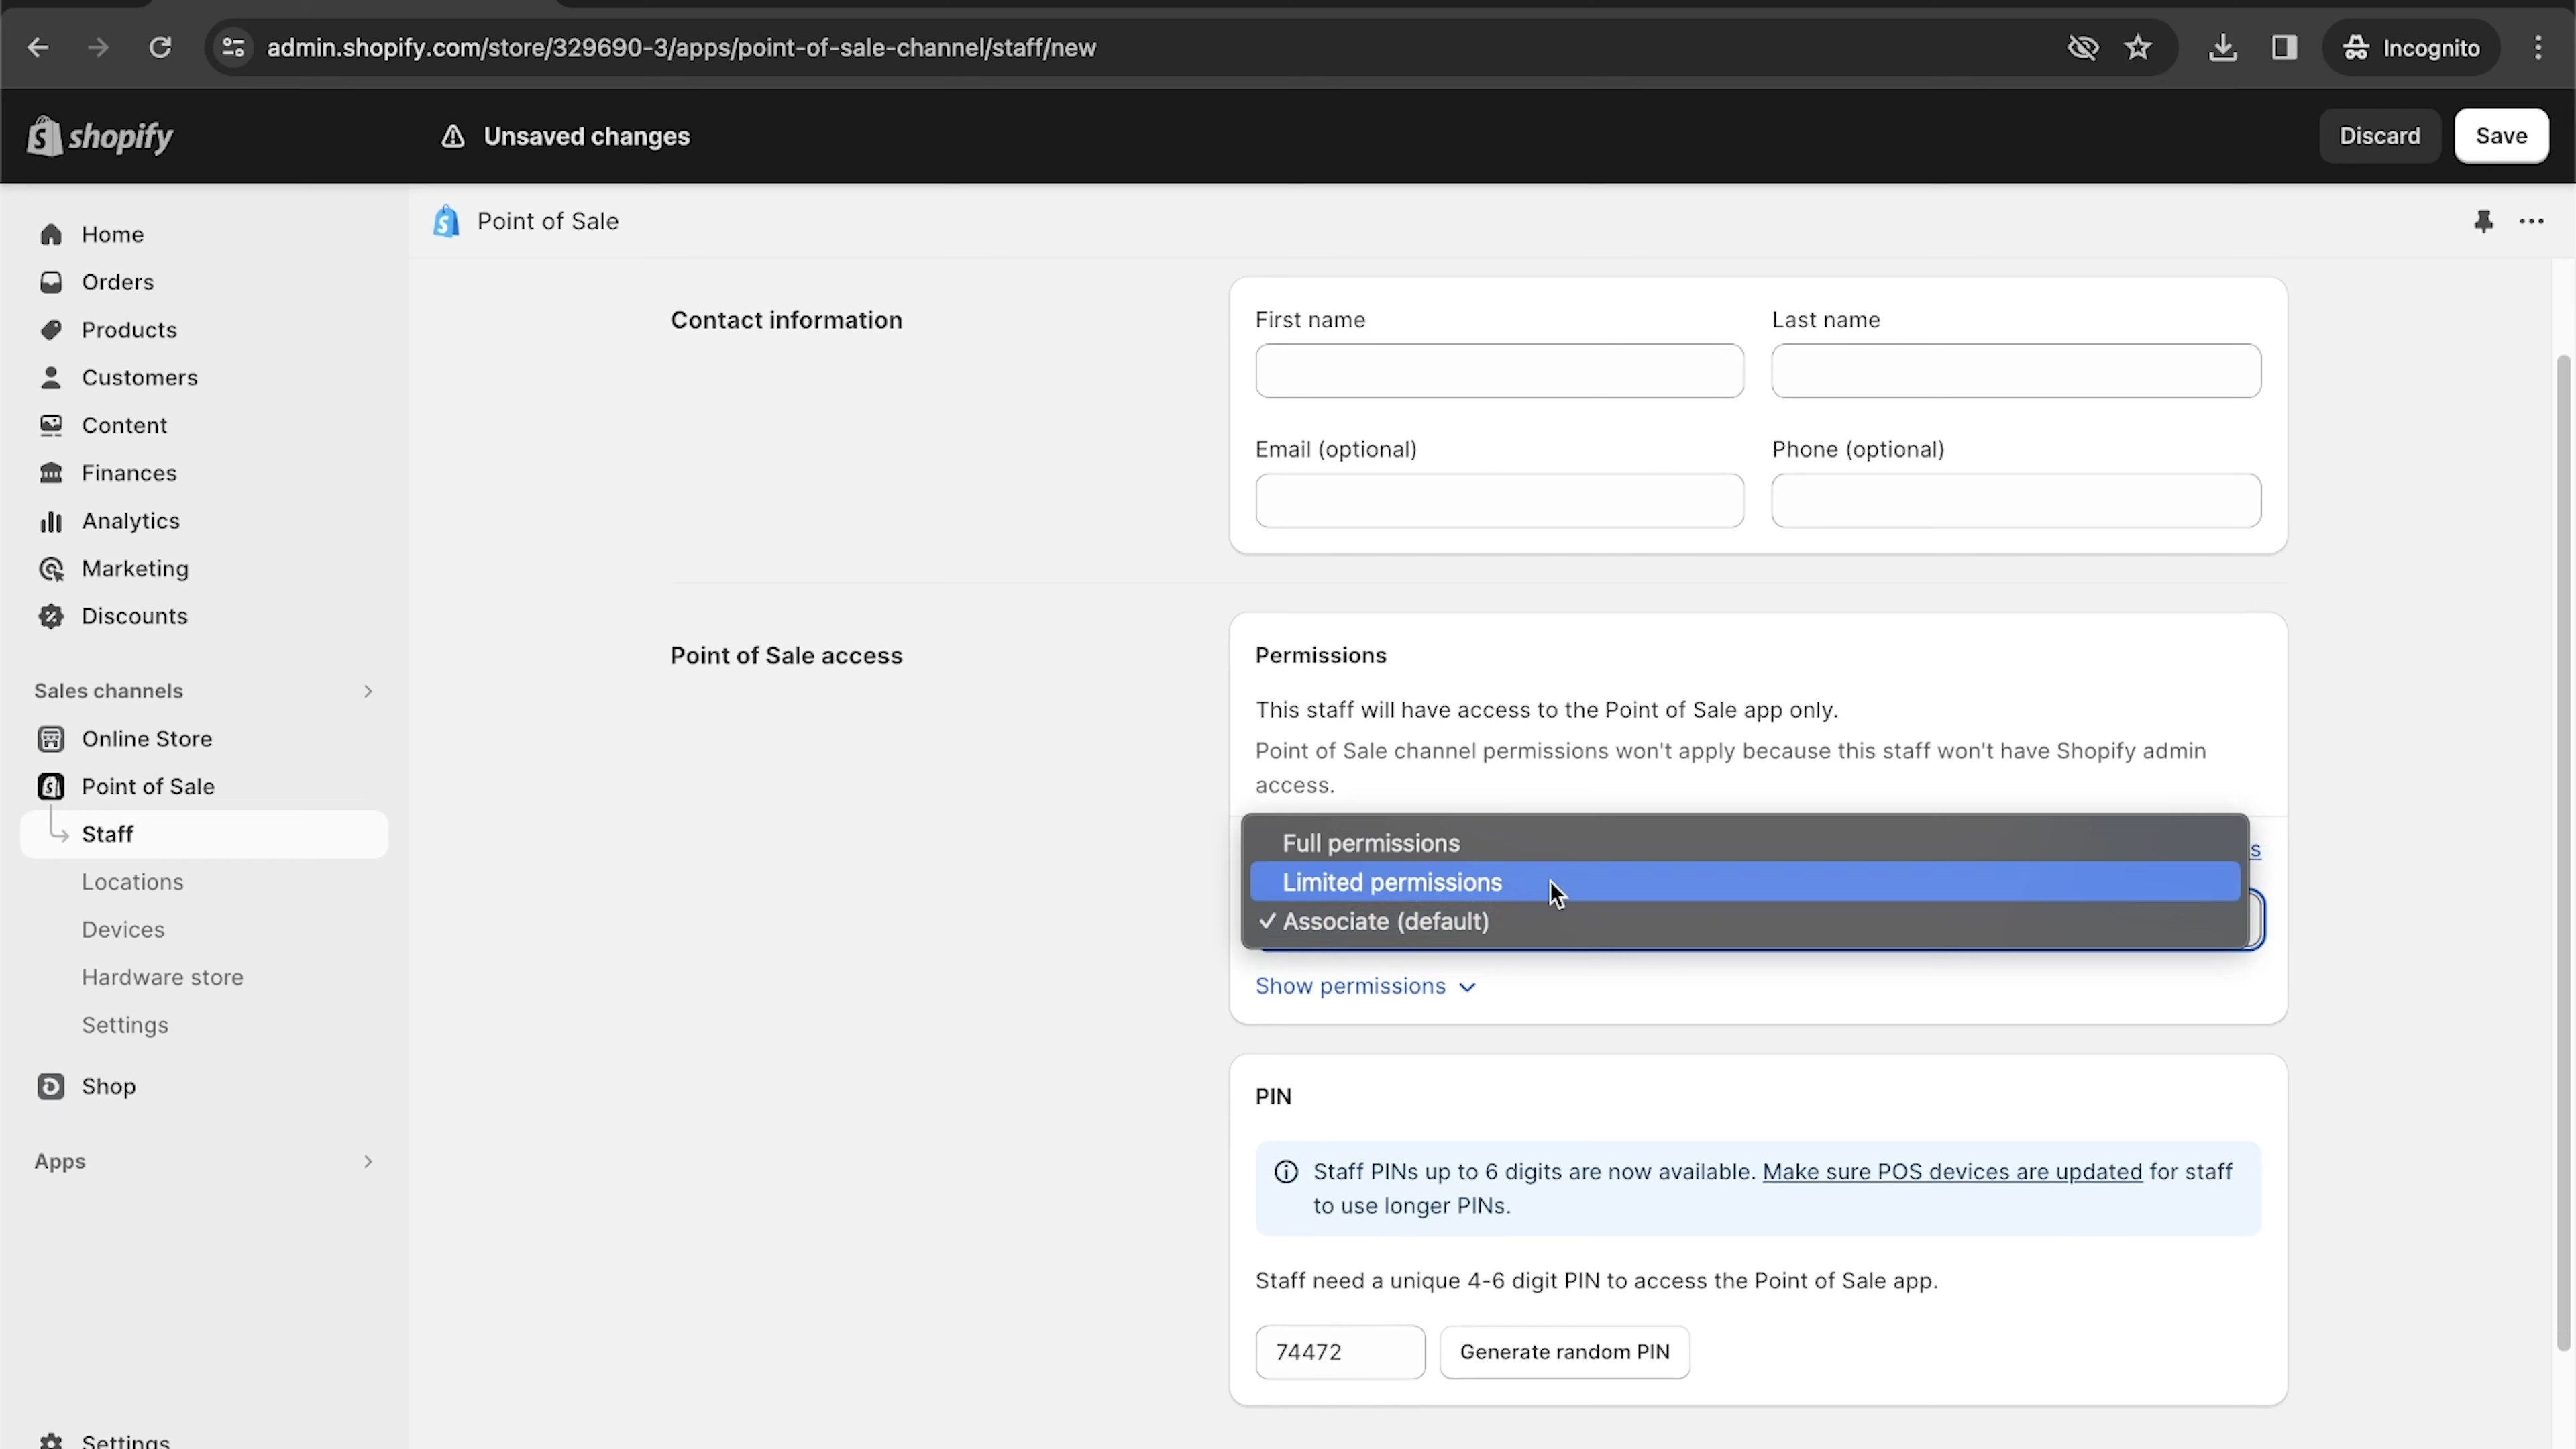 admin.shopify.com/store/329690-3/apps/point-of-sale-channel/staff/new
Incognito
shopify
Unsaved changes
Discard
Save
Home
Orders
Products
Customers
Content
Finances
Analytics
Marketing
Discounts
Sales channels
Online Store
Point of Sale
Staff
Locations
Devices
Hardware store
Settings
Shop
Apps
Settings
Point of Sale
Contact information
First name
Last name
Email (optional)
Phone (optional)
Point of Sale access
Permissions
This staff will have access to the Point of Sale app only.
Point of Sale channel permissions won't apply because this staff won't have Shopify admin
access.
Full permissions
s
Limited permissions
Associate (default)
Show permissions
PIN
Staff PINs up to 6 digits are now available. Make sure POS devices are updated for staff
to use longer PINs.
Staff need a unique 4-6 digit PIN to access the Point of Sale app.
74472
Generate random PIN